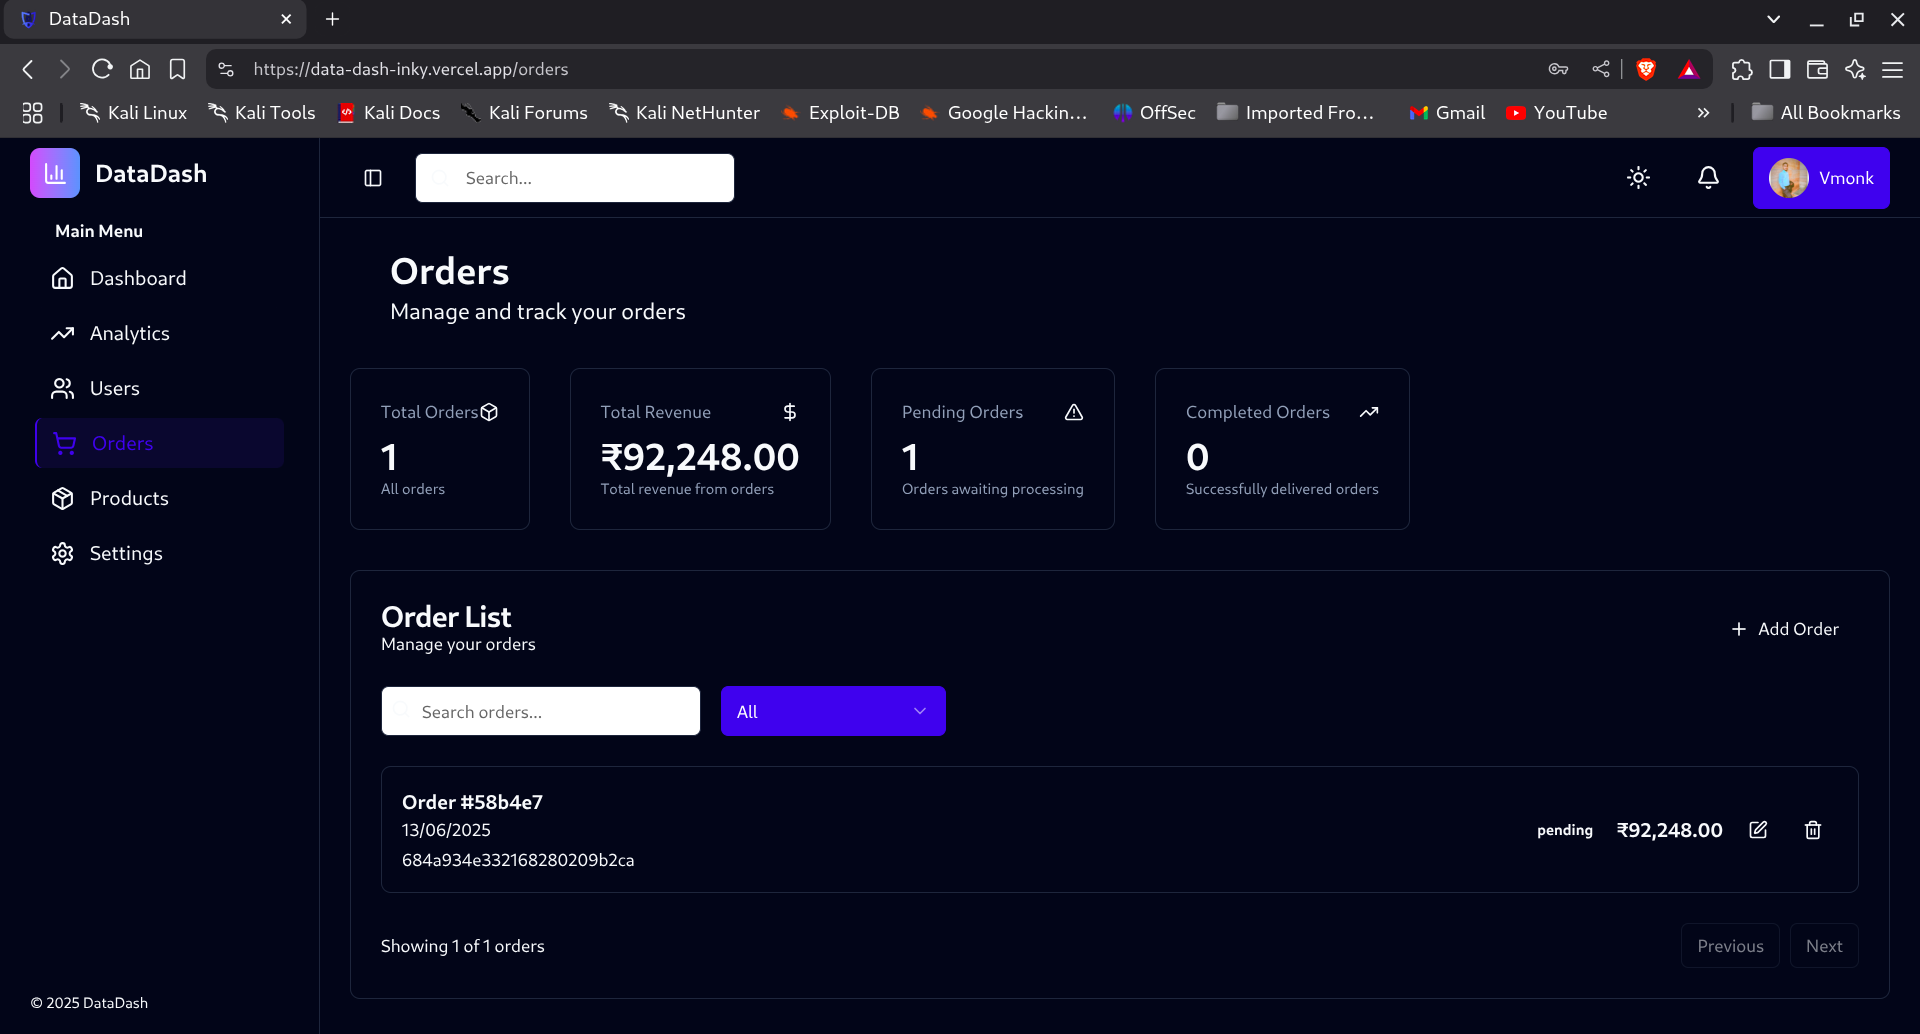 DataDash
https://data-dash-inky.vercel.app/orders
Kali Linux
Kali Tools
Kali Docs
Kali Forums
Kali NetHunter
Exploit-DB
Google Hackin...
OffSec
Imported Fro...
Gmail
YouTube
All Bookmarks
DataDash
Main Menu
Dashboard
Analytics
Users
Orders
Products
Settings
© 2025 DataDash
Search...
Vmonk
Orders
Manage and track your orders
Total Orders
1
All orders
Total Revenue
₹92,248.00
Total revenue from orders
Pending Orders
1
Orders awaiting processing
Completed Orders
0
Successfully delivered orders
Order List
Manage your orders
+ Add Order
Search orders...
All
Order #58b4e7
13/06/2025
684a934e332168280209b2ca
pending
₹92,248.00
Showing 1 of 1 orders
Previous
Next